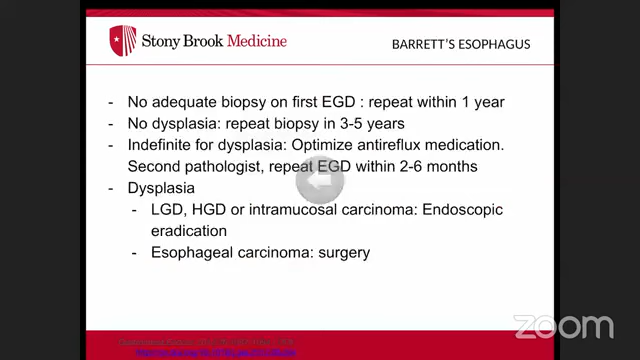 Stony Brook Medicine
BARRETT'S ESOPHAGUS
- No adequate biopsy on first EGD : repeat within 1 year
- No dysplasia: repeat biopsy in 3-5 years
- Indefinite for dysplasia: Optimize antireflux medication.
Second pathologist, repeat EGD within 2-6 months
- Dysplasia
- LGD, HGD or intramucosal carcinoma: Endoscopic
eradication
- Esophageal carcinoma: surgery
zoom